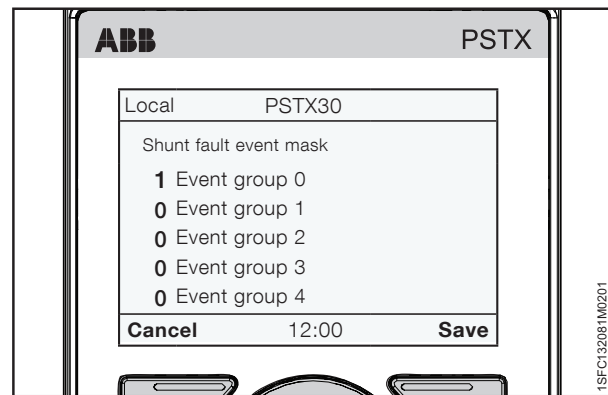 ABB PSTX
Local PSTX30
Shunt fault event mask
1 Event group 0
0 Event group 1
0 Event group 2
0 Event group 3
0 Event group 4
Cancel 12:00 Save
1SFC132081M0201